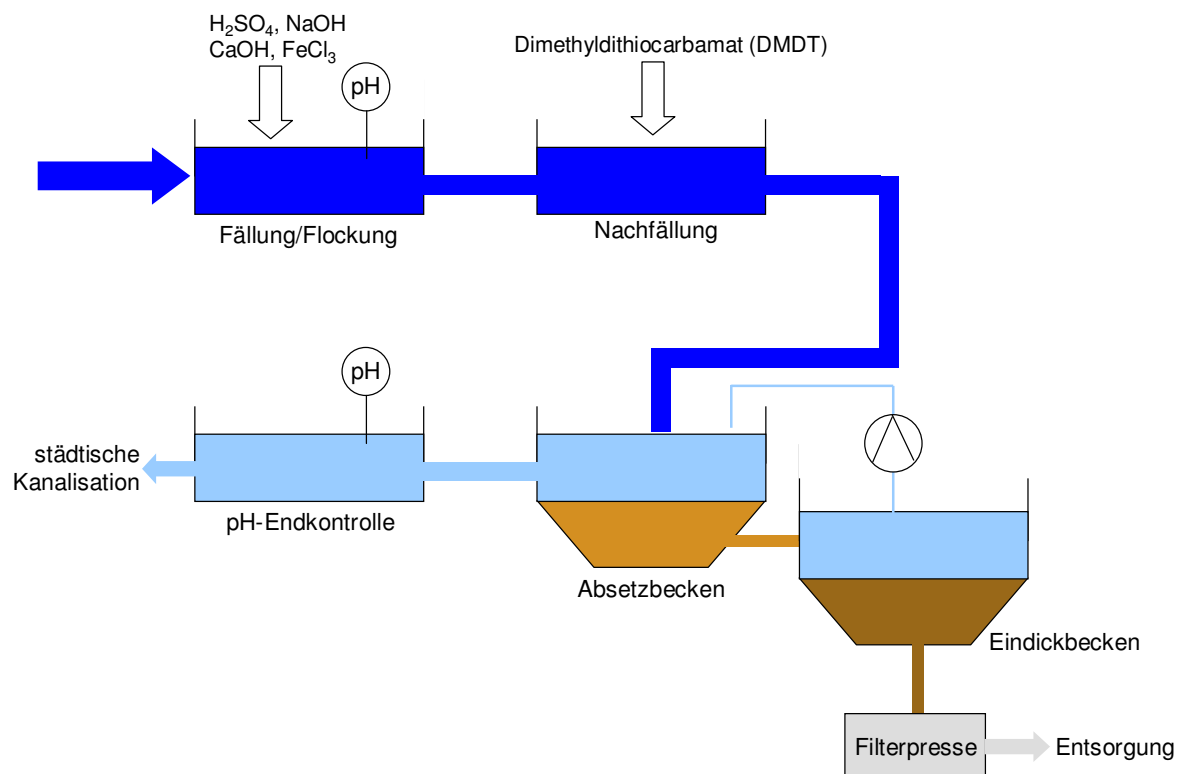 H₂SO₄, NaOH
CaOH, FeCl₃
pH
Dimethyldithiocarbamat (DMDT)
Fällung/Flockung
Nachfällung
pH
städtische
Kanalisation
pH-Endkontrolle
Absetzbecken
Eindickbecken
Filterpresse
Entsorgung